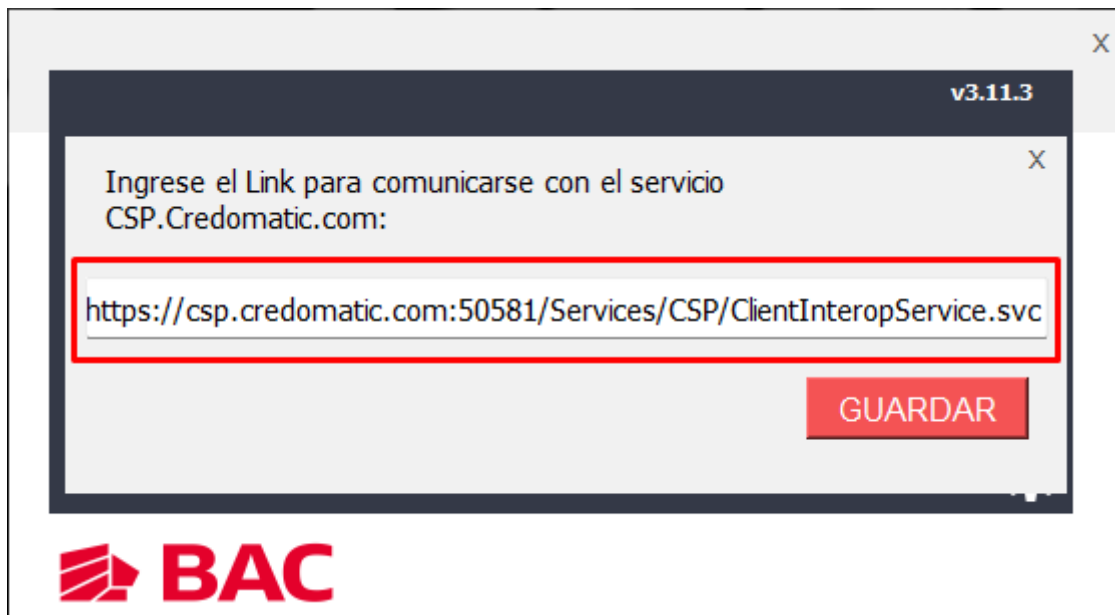 X
v3.11.3
X
Ingrese el Link para comunicarse con el servicio
CSP.Credomatic.com:
https://csp.credomatic.com:50581/Services/CSP/ClientInteropService.svc
GUARDAR
BAC